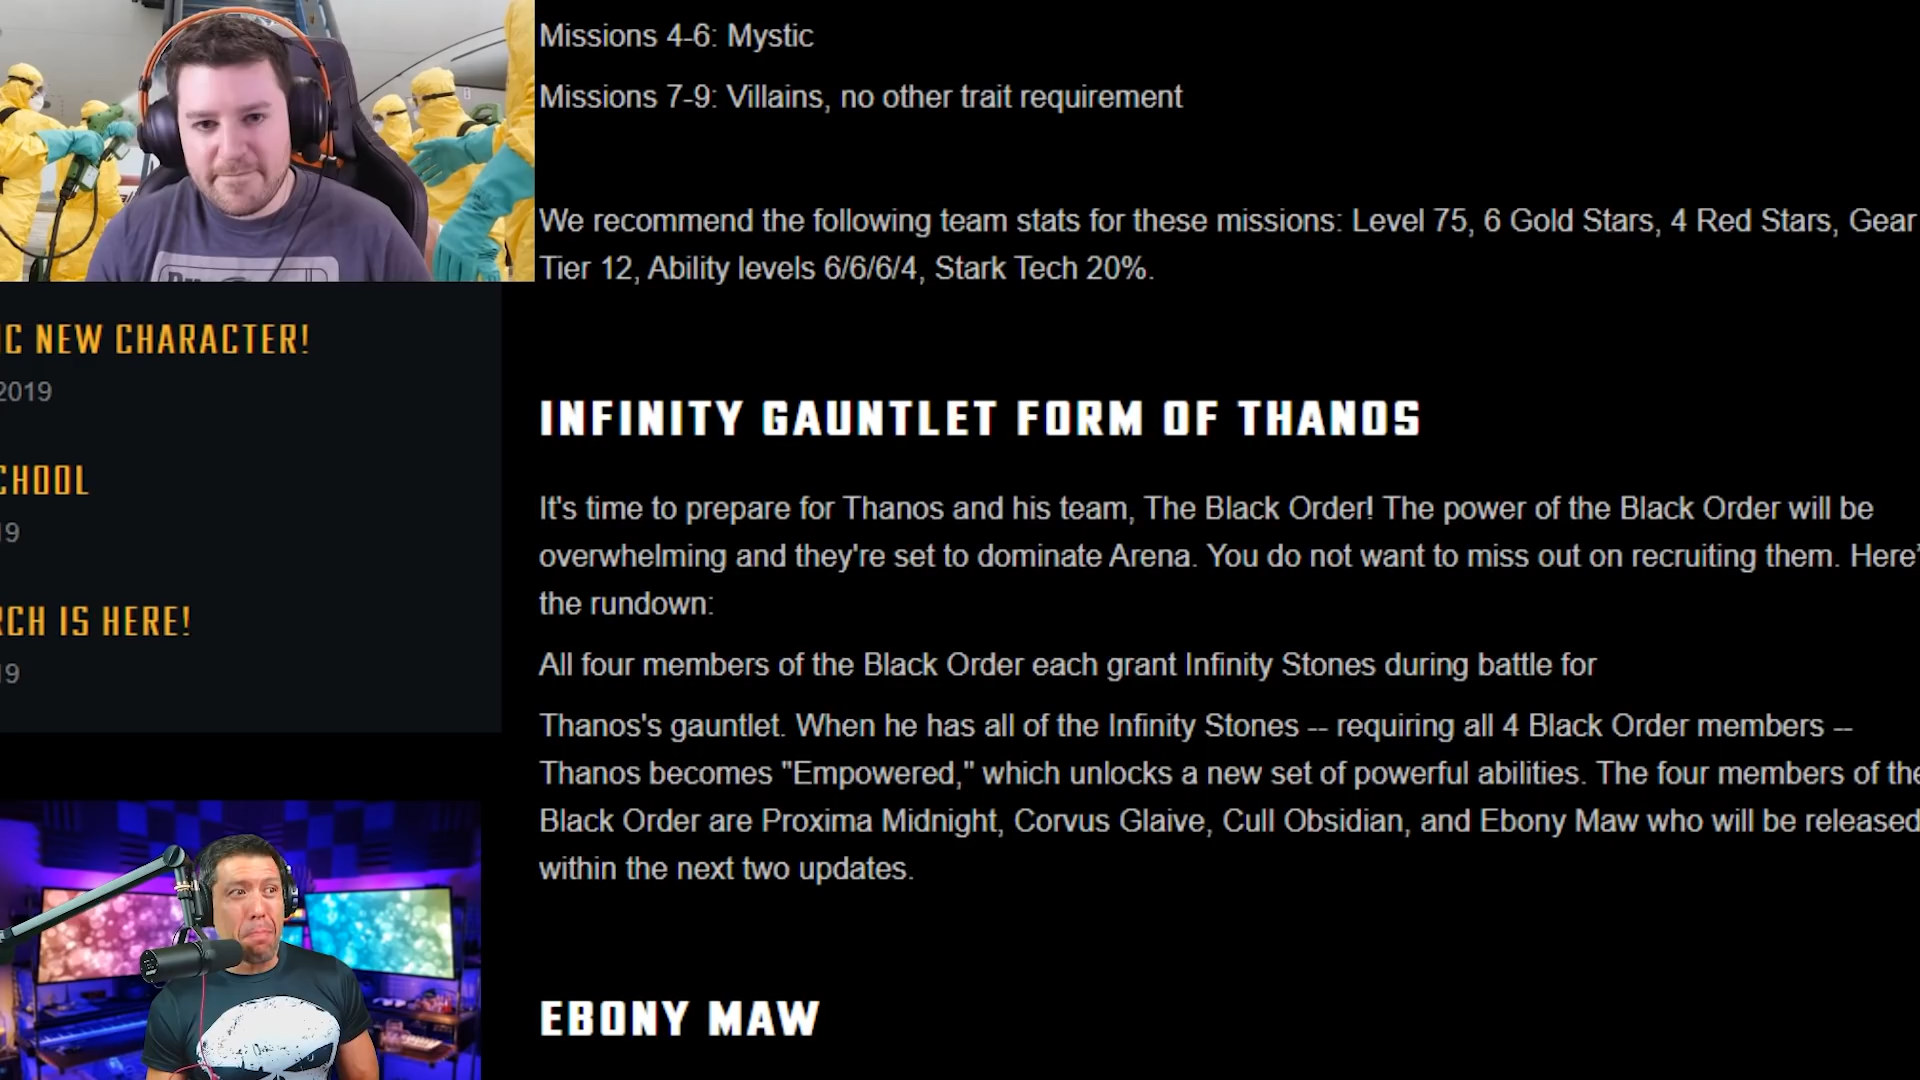 Missions 4-6: Mystic
Missions 7-9: Villains, no other trait requirement
We recommend the following team stats for these missions: Level 75, 6 Gold Stars, 4 Red Stars, Gear
Tier 12, Ability levels 6/6/6/4, Stark Tech 20%.
IC NEW CHARACTER!
2019
CHOOL
19
RCH IS HERE!
19
INFINITY GAUNTLET FORM OF THANOS
It's time to prepare for Thanos and his team, The Black Order! The power of the Black Order will be
overwhelming and they're set to dominate Arena. You do not want to miss out on recruiting them. Here'
the rundown:
All four members of the Black Order each grant Infinity Stones during battle for
Thanos's gauntlet. When he has all of the Infinity Stones -- requiring all 4 Black Order members --
Thanos becomes "Empowered," which unlocks a new set of powerful abilities. The four members of the
Black Order are Proxima Midnight, Corvus Glaive, Cull Obsidian, and Ebony Maw who will be released
within the next two updates.
EBONY MAW